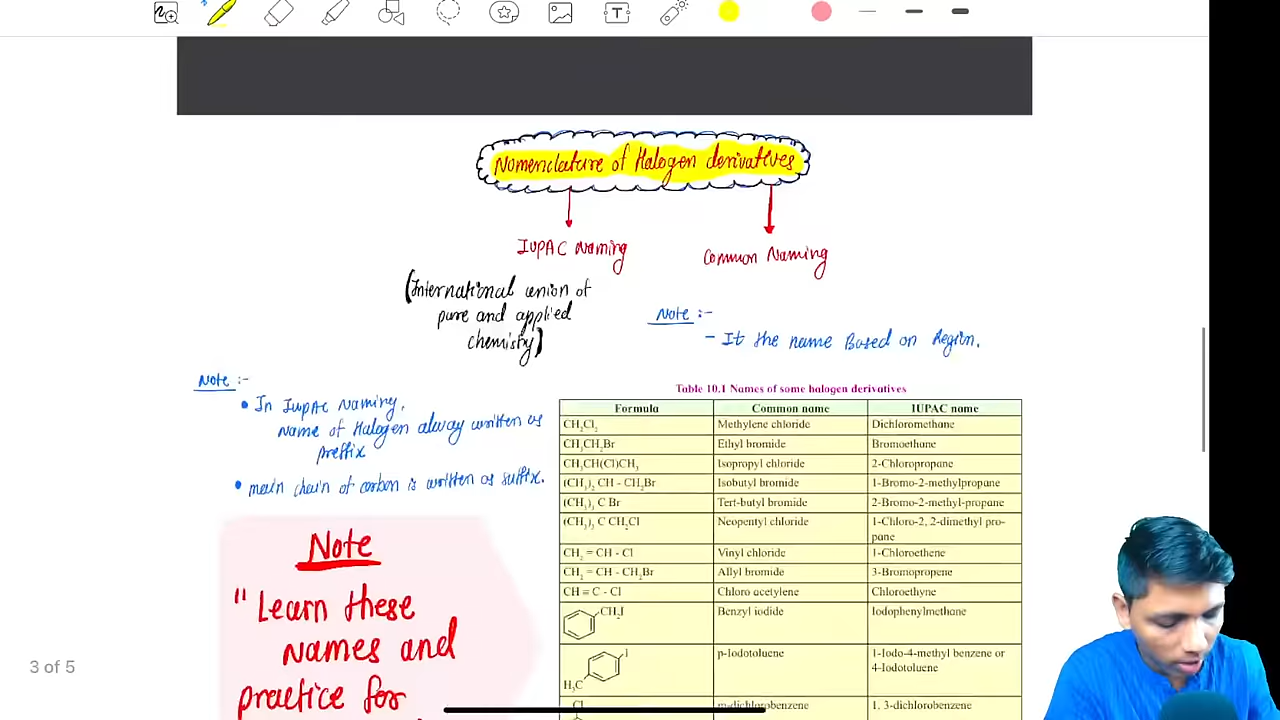 Nomenclature of Halogen derivatives
IUPAC Naming
Common Naming
(International union of
pure and applied
chemistry)
Note :-
- It the name Based on Region.
Note :-
• In IUPAC Naming,
Name of Halogen alway written as
preffix
• main chain of carbon is written as suffix.
Note
"Learn these
Names and
practice for
Table 10.1 Names of some halogen derivatives
Formula Common name IUPAC name
CH2Cl2 Methylene chloride Dichloromethane
CH3CH2Br Ethyl bromide Bromoethane
CH3CH(Cl)CH3 Isopropyl chloride 2-Chloropropane
(CH3)2 CH - CH2Br Isobutyl bromide 1-Bromo-2-methylpropane
(CH3)3 C Br Tert-butyl bromide 2-Bromo-2-methyl-propane
(CH3)3 C CH2Cl Neopentyl chloride 1-Chloro-2, 2-dimethyl pro-
pane
CH2 = CH - Cl Vinyl chloride 1-Chloroethene
CH2 = CH - CH2Br Allyl bromide 3-Bromopropene
CH ≡ C - Cl Chloro acetylene Chloroethyne
CH2I Benzyl iodide Iodophenylmethane
I p-Iodotoluene 1-Iodo-4-methyl benzene or
4-Iodotoluene
H3C
Cl m-dichlorobenzene 1, 3-dichlorobenzene
3 of 5